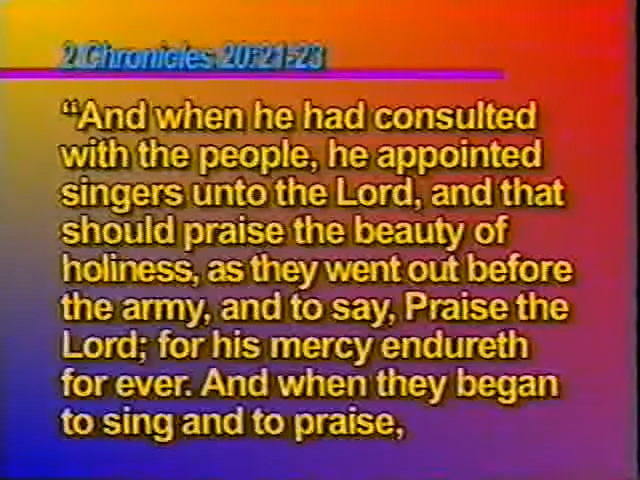 2 Chronicles 20:21-23
“And when he had consulted
with the people, he appointed
singers unto the Lord, and that
should praise the beauty of
holiness, as they went out before
the army, and to say, Praise the
Lord; for his mercy endureth
for ever. And when they began
to sing and to praise,